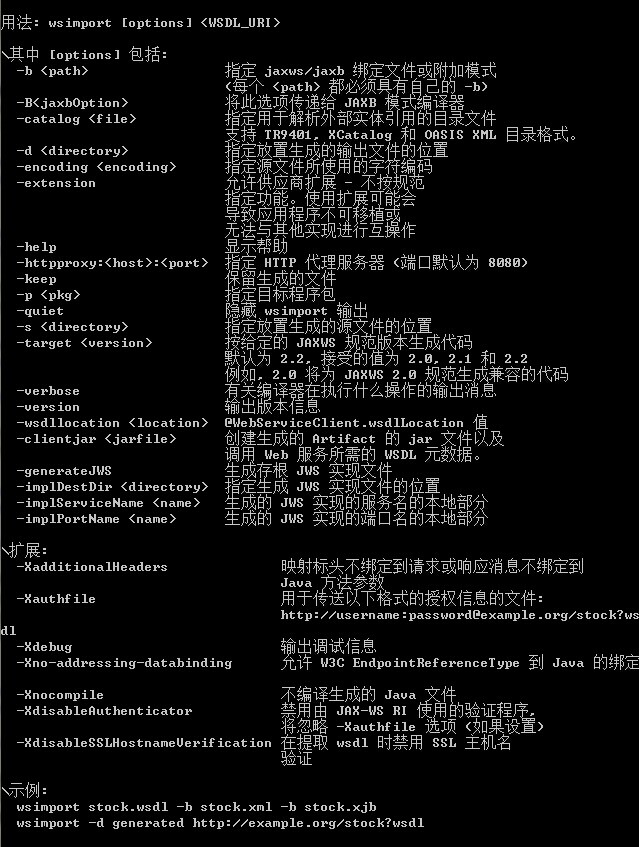 用法: wsimport [options] <WSDL_URI>
\其中 [options] 包括:
-b <path> 指定 jaxws/jaxb 绑定文件或附加模式
(每个 <path> 都必须具有自己的 -b)
-B<jaxbOption> 将此选项传递给 JAXB 模式编译器
-catalog <file> 指定用于解析外部实体引用的目录文件
支持 TR9401, XCatalog 和 OASIS XML 目录格式。
-d <directory> 指定放置生成的输出文件的位置
-encoding <encoding> 指定源文件所使用的字符编码
-extension 允许供应商扩展 - 不按规范
指定功能。使用扩展可能会
导致应用程序不可移植或
无法与其他实现进行互操作
-help 显示帮助
-httpproxy:<host>:<port> 指定 HTTP 代理服务器 (端口默认为 8080)
-keep 保留生成的文件
-p <pkg> 指定目标程序包
-quiet 隐藏 wsimport 输出
-s <directory> 指定放置生成的源文件的位置
-target <version> 按给定的 JAXWS 规范版本生成代码
默认为 2.2, 接受的值为 2.0, 2.1 和 2.2
例如, 2.0 将为 JAXWS 2.0 规范生成兼容的代码
-verbose 有关编译器在执行什么操作的输出消息
-version 输出版本信息
-wsdllocation <location> @WebServiceClient.wsdlLocation 值
-clientjar <jarfile> 创建生成的 Artifact 的 jar 文件以及
调用 Web 服务所需的 WSDL 元数据。
-generateJWS 生成存根 JWS 实现文件
-implDestDir <directory> 指定生成 JWS 实现文件的位置
-implServiceName <name> 生成的 JWS 实现的服务名的本地部分
-implPortName <name> 生成的 JWS 实现的端口名的本地部分
\扩展:
-XadditionalHeaders 映射标头不绑定到请求或响应消息不绑定到
Java 方法参数
-Xauthfile 用于传送以下格式的授权信息的文件:
http://username:password@example.org/stock?ws
dl
-Xdebug 输出调试信息
-Xno-addressing-databinding 允许 W3C EndpointReferenceType 到 Java 的绑定
-Xnocompile 不编译生成的 Java 文件
-XdisableAuthenticator 禁用由 JAX-WS RI 使用的验证程序,
将忽略 -Xauthfile 选项 (如果设置)
-XdisableSSLHostnameVerification 在提取 wsdl 时禁用 SSL 主机名
验证
\示例:
wsimport stock.wsdl -b stock.xml -b stock.xjb
wsimport -d generated http://example.org/stock?wsdl